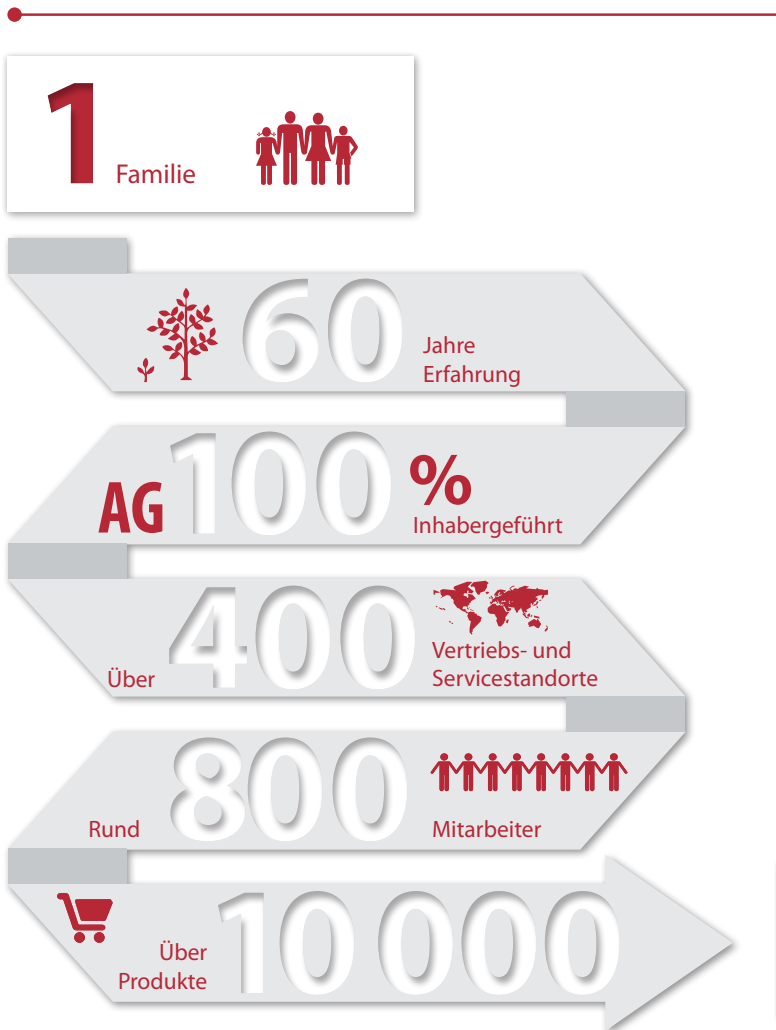 1 Familie
60 Jahre
Erfahrung
AG 100 %
Inhabergeführt
Über 400 Vertriebs- und
Servicestandorte
Rund 800 Mitarbeiter
Über 10 000
Produkte